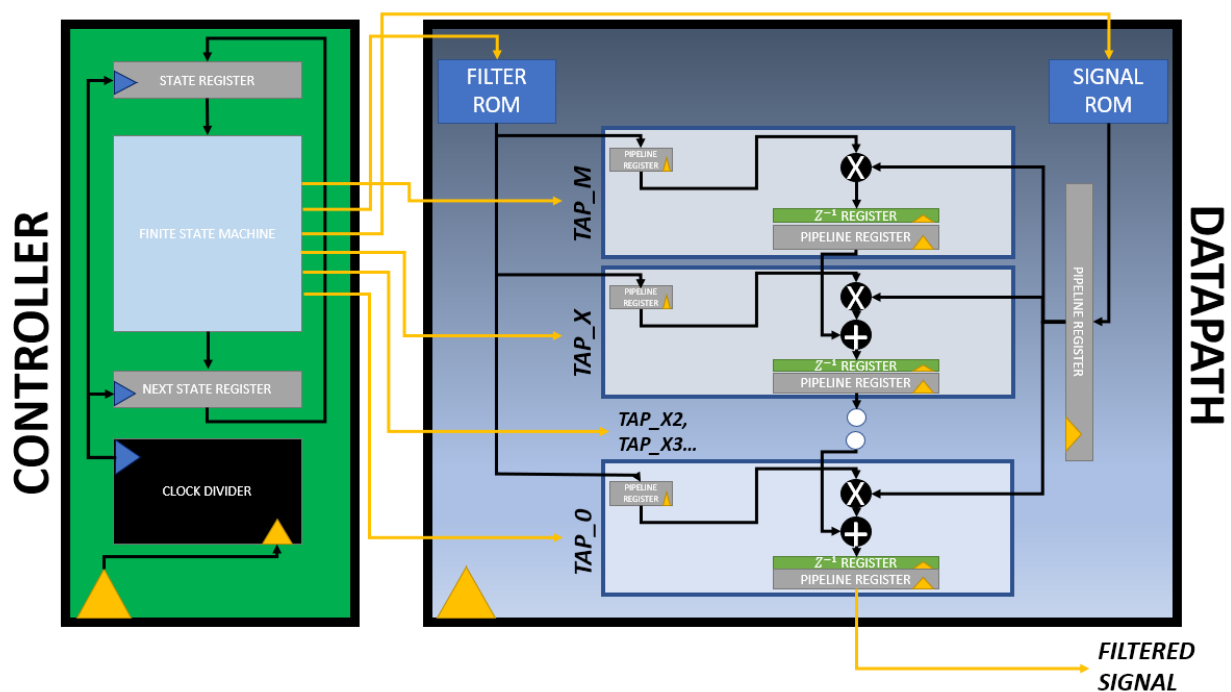 CONTROLLER
STATE REGISTER
FINITE STATE MACHINE
NEXT STATE REGISTER
CLOCK DIVIDER
DATAPATH
FILTER
ROM
SIGNAL
ROM
PIPELINE REGISTER
TAP_M
PIPELINE
REGISTER
X
Z⁻¹ REGISTER
PIPELINE REGISTER
TAP_X
PIPELINE
REGISTER
X
+
Z⁻¹ REGISTER
PIPELINE REGISTER
TAP_X2,
TAP_X3...
TAP_0
PIPELINE
REGISTER
X
+
Z⁻¹ REGISTER
PIPELINE REGISTER
FILTERED
SIGNAL